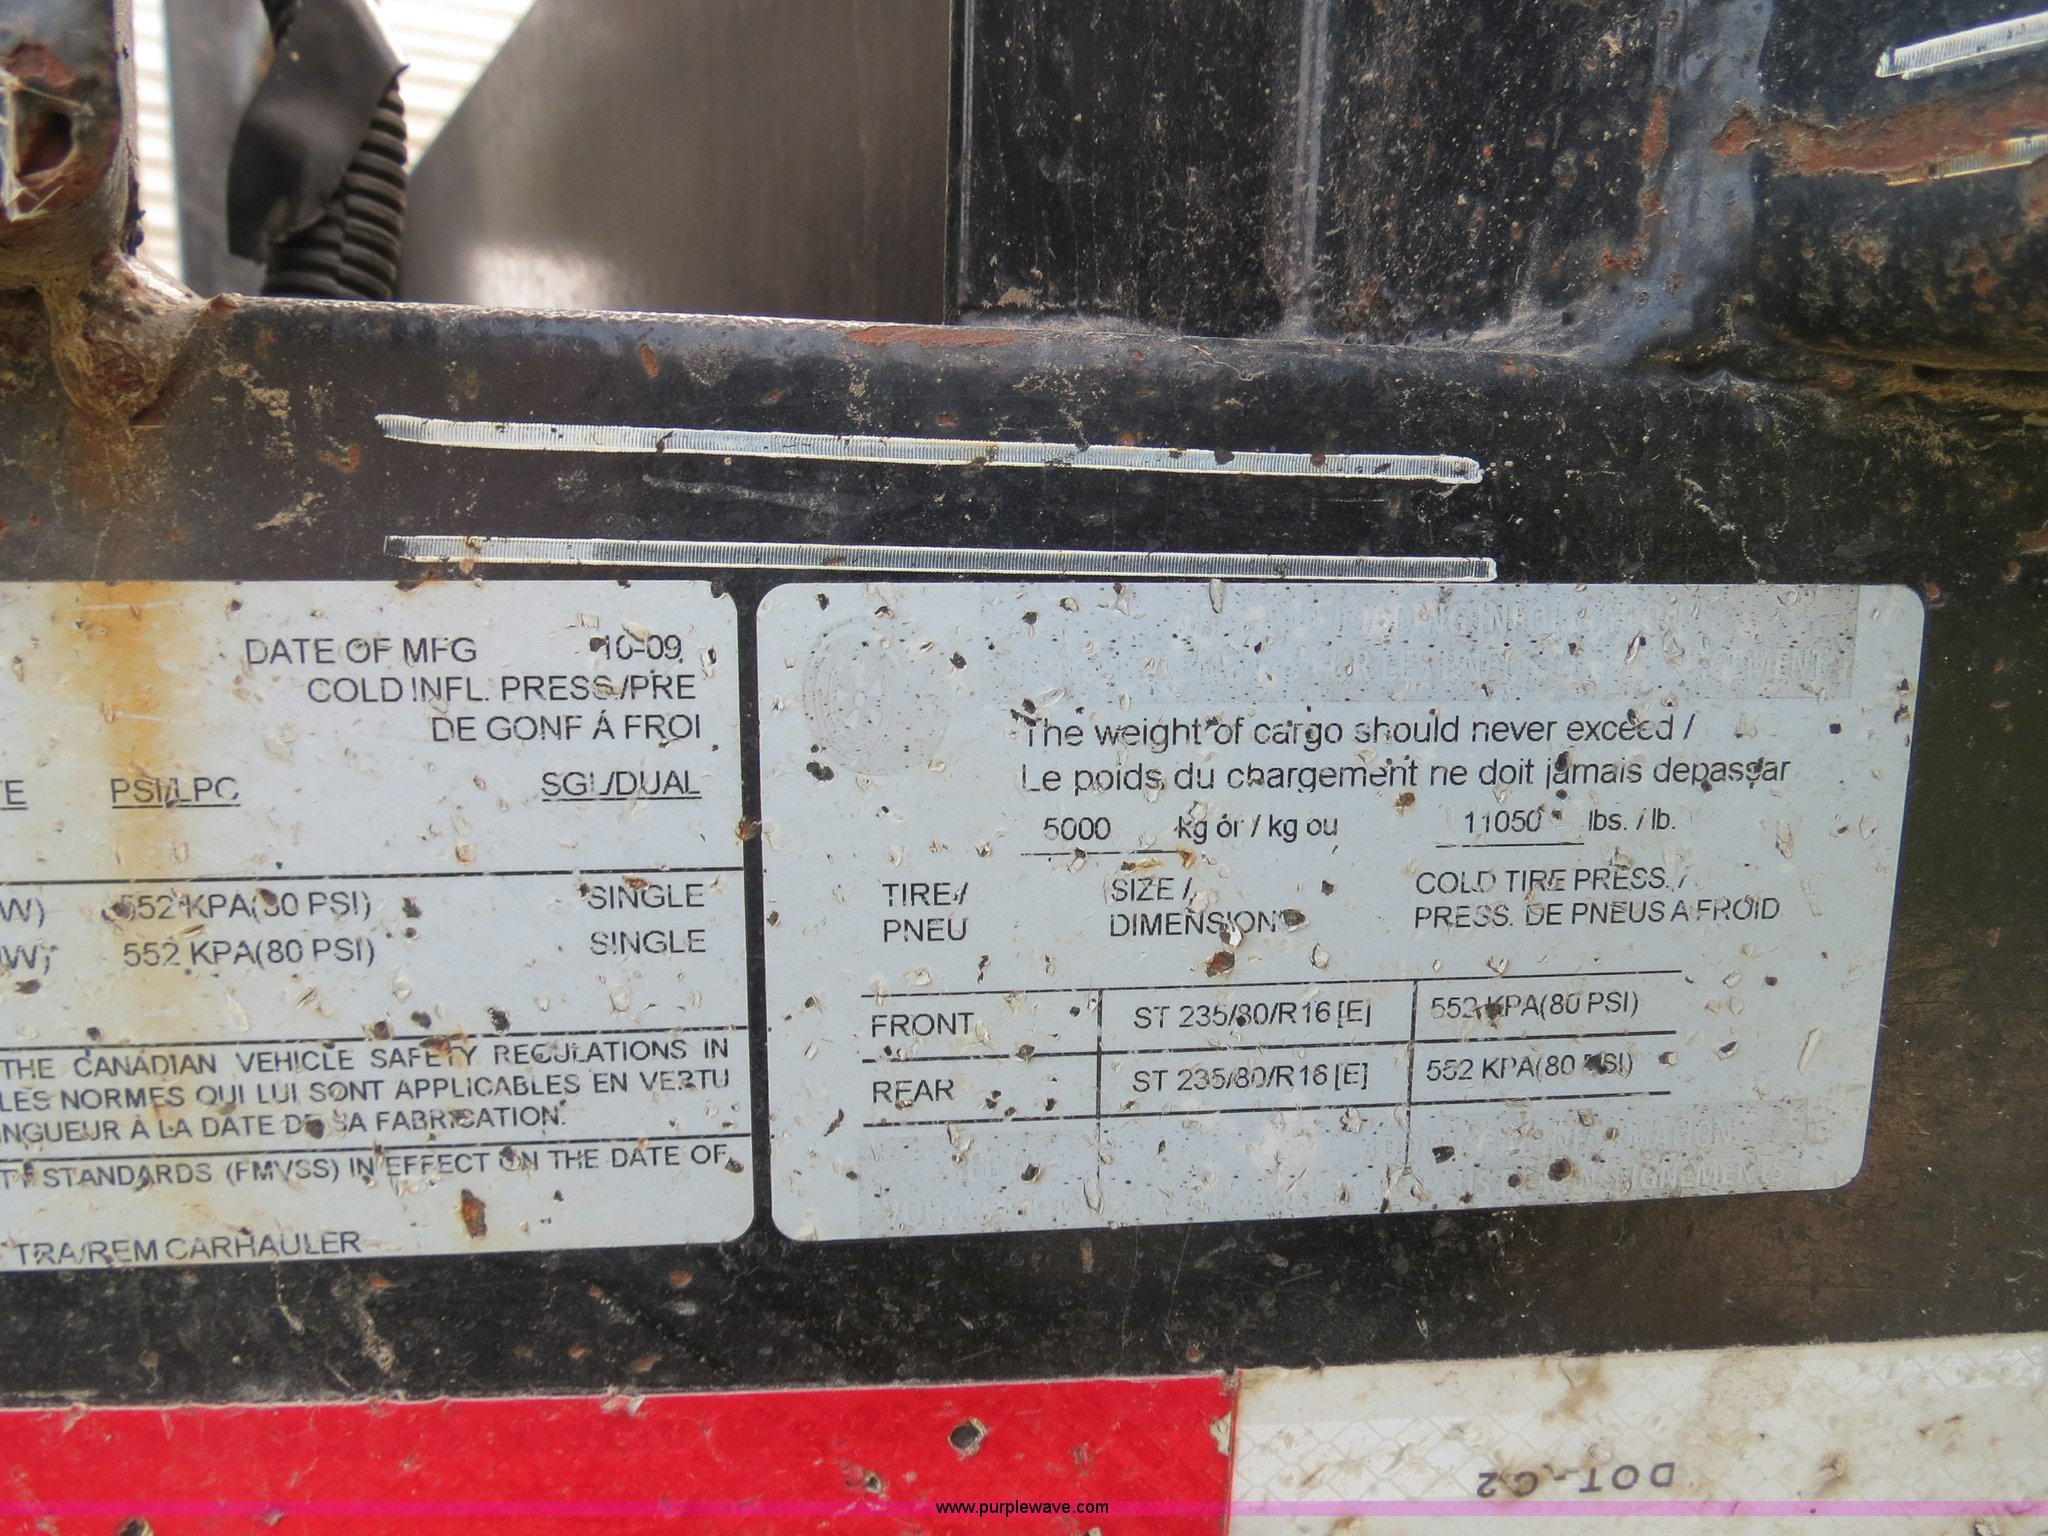 DATE OF MFG 10-09
COLD INFL. PRESS/PRE
DE GONF À FROI
PSI/LPC SGL/DUAL
552 KPA(80 PSI) SINGLE
552 KPA(80 PSI) SINGLE
THE CANADIAN VEHICLE SAFETY REGULATIONS IN
LES NORMES QUI LUI SONT APPLICABLES EN VERTU
NGUEUR À LA DATE DE SA FABRICATION.
STANDARDS (FMVSS) IN EFFECT ON THE DATE OF
TRA/REM CARHAULER
The weight of cargo should never exceed /
Le poids du chargement ne doit jamais depassar
5000 kg or / kg ou 11050 lbs. / lb.
TIRE / SIZE / COLD TIRE PRESS. /
PNEU DIMENSION PRESS. DE PNEUS A FROID
FRONT ST 235/80/R16 [E] 552 KPA(80 PSI)
REAR ST 235/80/R16 [E] 552 KPA(80 PSI)
DOT-C2
www.purplewave.com